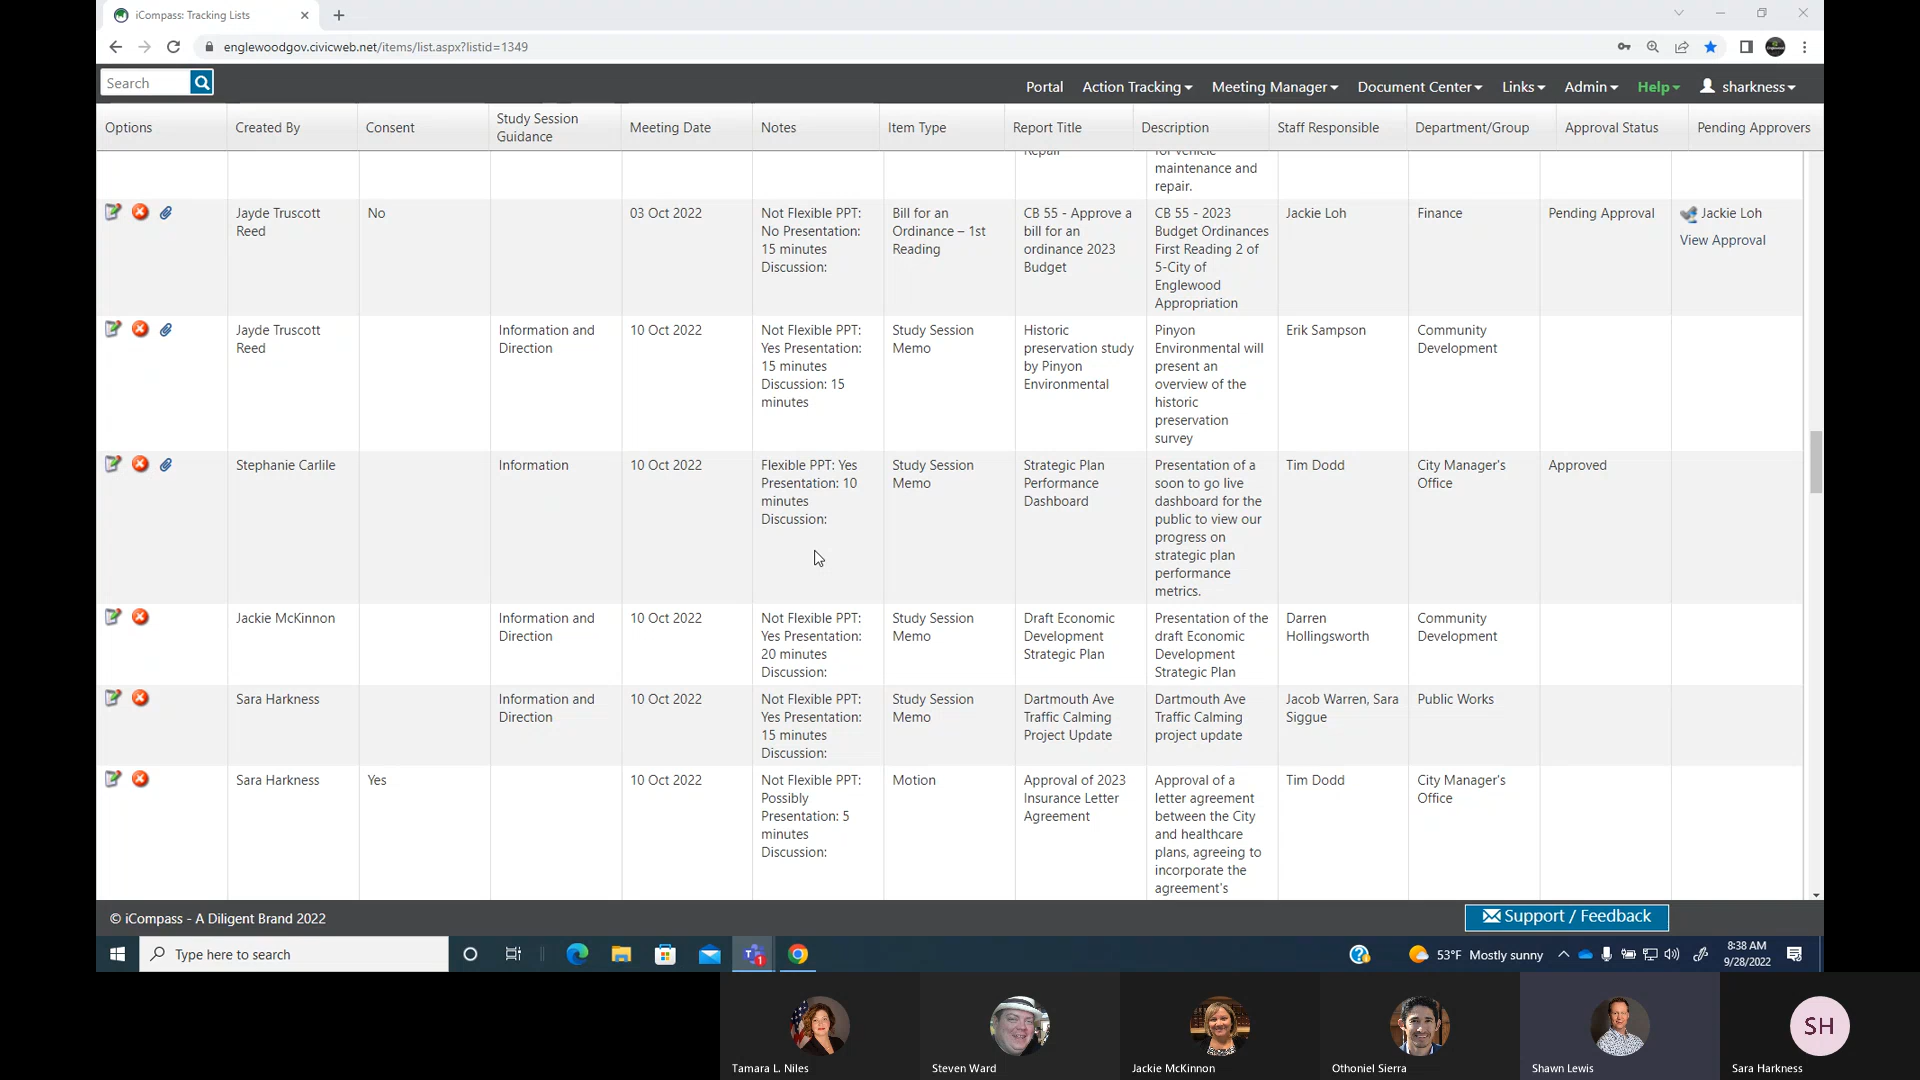 iCompass: Tracking Lists
englewoodgov.civicweb.net/items/list.aspx?listid=1349
Search
Portal
Action Tracking
Meeting Manager
Document Center
Links
Admin
Help
sharkness
Options
Created By
Consent
Study Session
Guidance
Meeting Date
Notes
Item Type
Report Title
Description
Staff Responsible
Department/Group
Approval Status
Pending Approvers
Repair
for vehicle
maintenance and
repair.
Jayde Truscott
Reed
No
03 Oct 2022
Not Flexible PPT:
No Presentation:
15 minutes
Discussion:
Bill for an
Ordinance – 1st
Reading
CB 55 - Approve a
bill for an
ordinance 2023
Budget
CB 55 - 2023
Budget Ordinances
First Reading 2 of
5-City of
Englewood
Appropriation
Jackie Loh
Finance
Pending Approval
Jackie Loh
View Approval
Jayde Truscott
Reed
Information and
Direction
10 Oct 2022
Not Flexible PPT:
Yes Presentation:
15 minutes
Discussion: 15
minutes
Study Session
Memo
Historic
preservation study
by Pinyon
Environmental
Pinyon
Environmental will
present an
overview of the
historic
preservation
survey
Erik Sampson
Community
Development
Stephanie Carlile
Information
10 Oct 2022
Flexible PPT: Yes
Presentation: 10
minutes
Discussion:
Study Session
Memo
Strategic Plan
Performance
Dashboard
Presentation of a
soon to go live
dashboard for the
public to view our
progress on
strategic plan
performance
metrics.
Tim Dodd
City Manager's
Office
Approved
Jackie McKinnon
Information and
Direction
10 Oct 2022
Not Flexible PPT:
Yes Presentation:
20 minutes
Discussion:
Study Session
Memo
Draft Economic
Development
Strategic Plan
Presentation of the
draft Economic
Development
Strategic Plan
Darren
Hollingsworth
Community
Development
Sara Harkness
Information and
Direction
10 Oct 2022
Not Flexible PPT:
Yes Presentation:
15 minutes
Discussion:
Study Session
Memo
Dartmouth Ave
Traffic Calming
Project Update
Dartmouth Ave
Traffic Calming
project update
Jacob Warren, Sara
Siggue
Public Works
Sara Harkness
Yes
10 Oct 2022
Not Flexible PPT:
Possibly
Presentation: 5
minutes
Discussion:
Motion
Approval of 2023
Insurance Letter
Agreement
Approval of a
letter agreement
between the City
and healthcare
plans, agreeing to
incorporate the
agreement's
Tim Dodd
City Manager's
Office
© iCompass - A Diligent Brand 2022
Support / Feedback
Type here to search
1
53°F Mostly sunny
8:38 AM
9/28/2022
Tamara L. Niles
Steven Ward
Jackie McKinnon
Othoniel Sierra
Shawn Lewis
SH
Sara Harkness